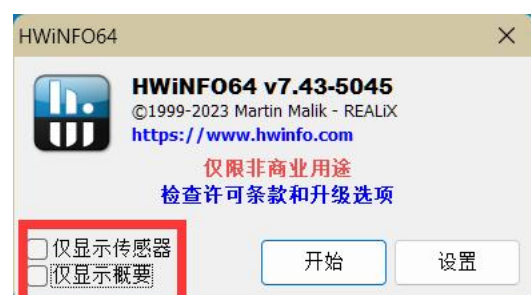 HWiNFO64
HWiNFO64 v7.43-5045
©1999-2023 Martin Malik - REALiX
https://www.hwinfo.com
仅限非商业用途
检查许可条款和升级选项
仅显示传感器
仅显示概要
开始
设置